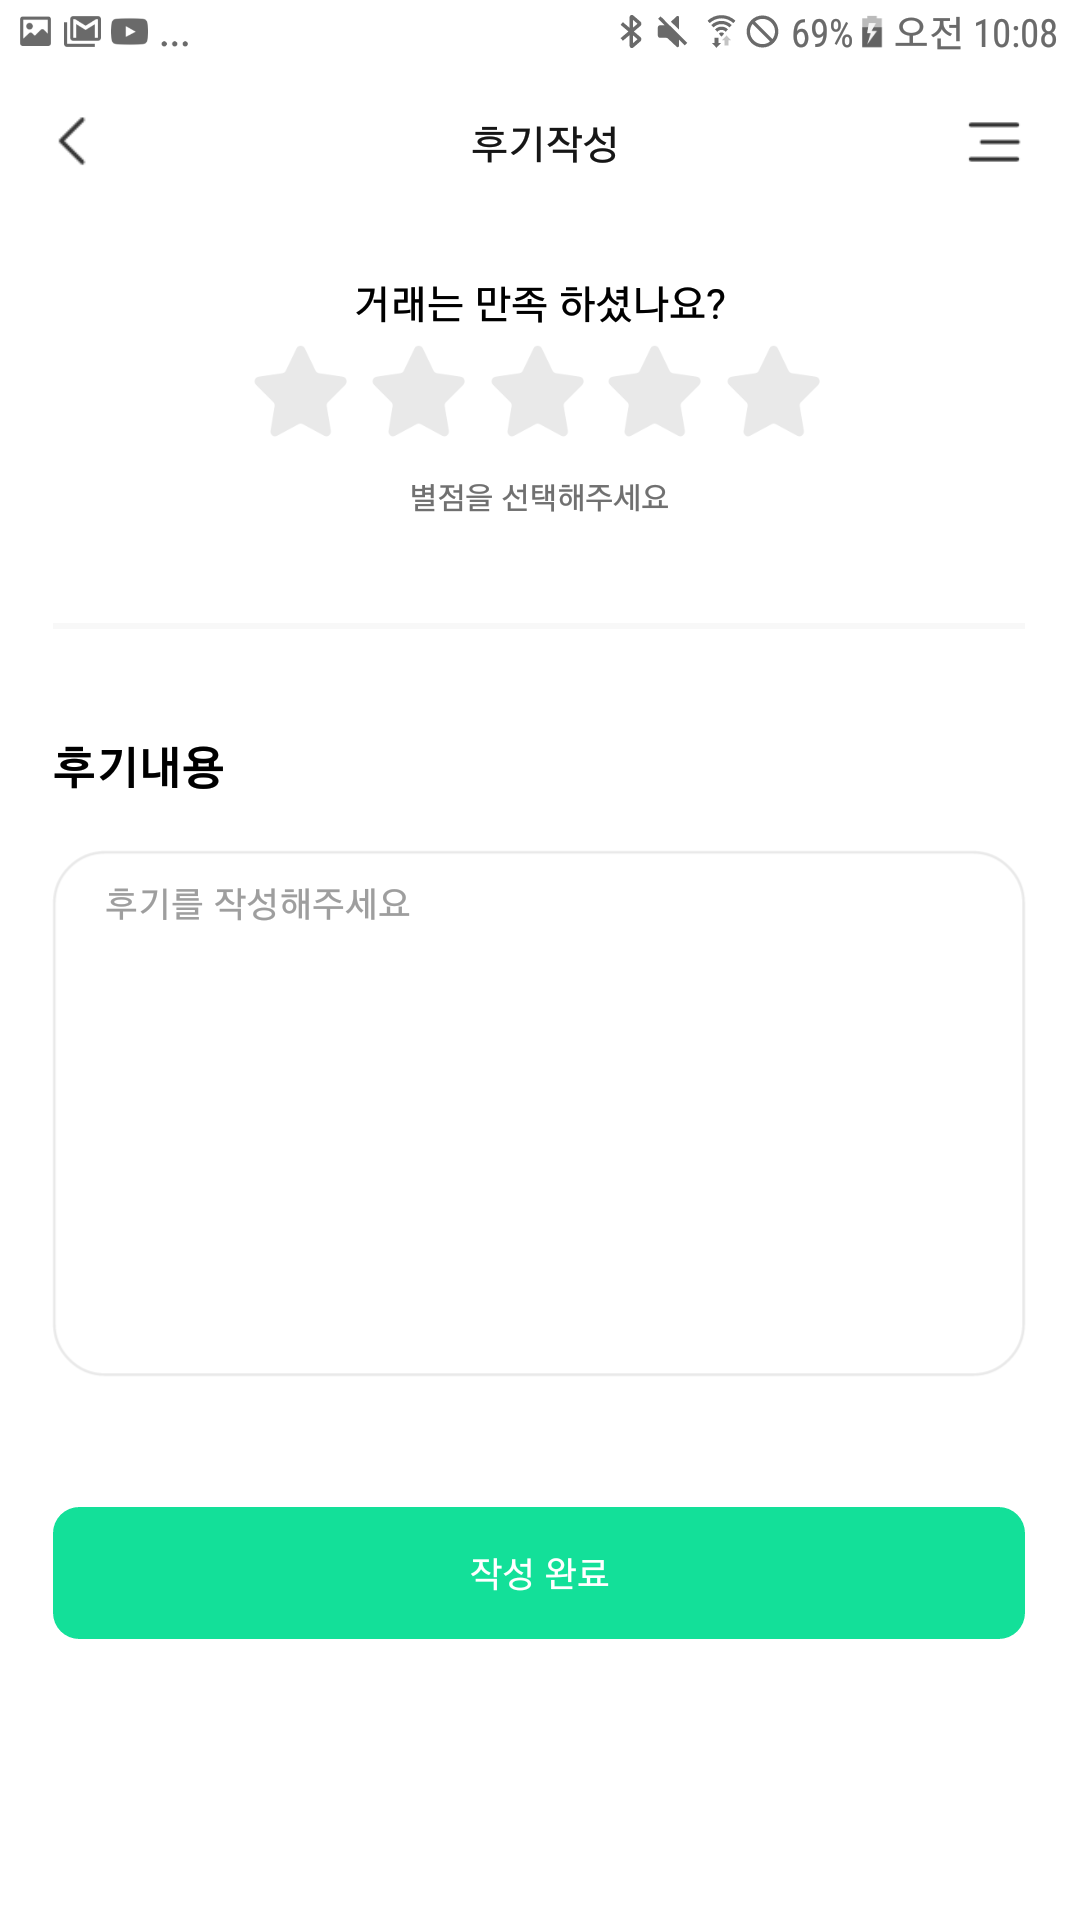 ... 69% 오전 10:08
후기작성
거래는 만족 하셨나요?
별점을 선택해주세요
후기내용
후기를 작성해주세요
작성 완료